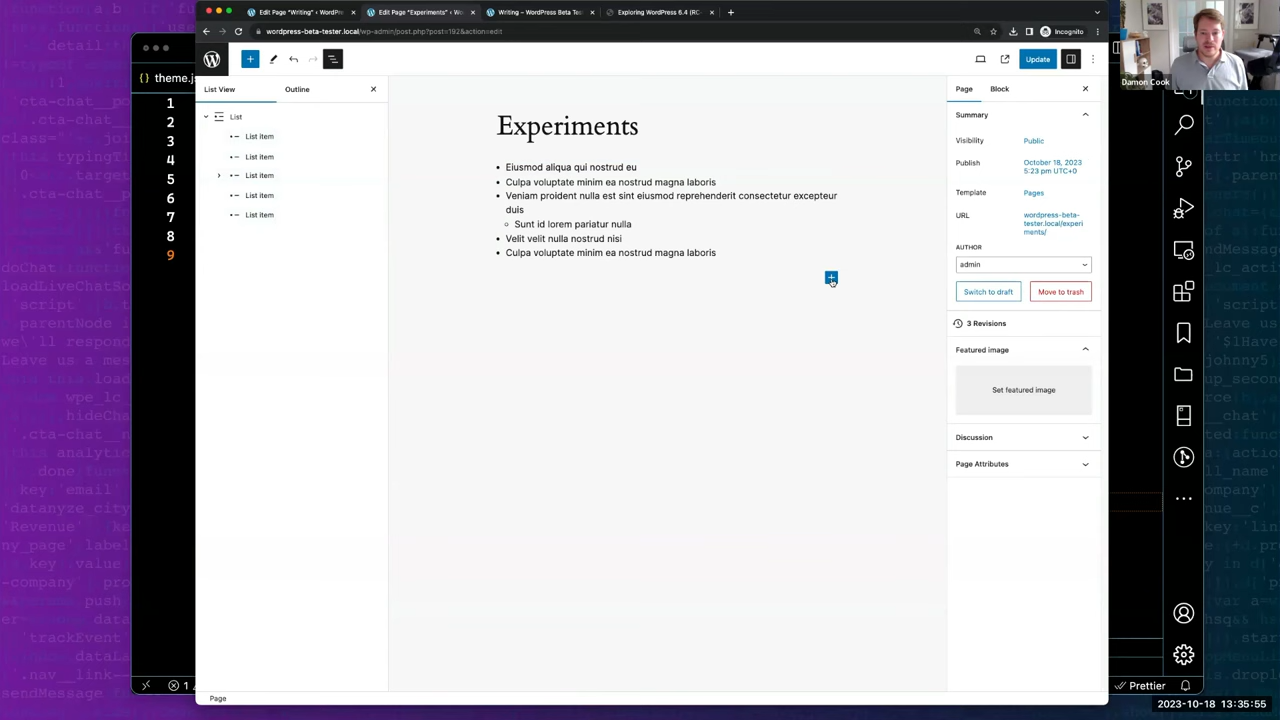 Edit Page "Writing" ‹ WordPre
Edit Page "Experiments" ‹ Wo
Writing – WordPress Beta Test
Exploring WordPress 6.4 (RC
wordpress-beta-tester.local/wp-admin/post.php?post=192&action=edit
Incognito
Damon Cook
Update
List View
Outline
Page
Block
theme.js
1
2
3
4
5
6
7
8
9
List
List item
List item
List item
List item
List item
Experiments
• Eiusmod aliqua qui nostrud eu
• Culpa voluptate minim ea nostrud magna laboris
• Veniam proident nulla est sint eiusmod reprehenderit consectetur excepteur
duis
◦ Sunt id lorem pariatur nulla
• Velit velit nulla nostrud nisi
• Culpa voluptate minim ea nostrud magna laboris
Summary
Visibility
Public
Publish
October 18, 2023
5:23 pm UTC+0
Template
Pages
URL
wordpress-beta-
tester.local/experi
ments/
AUTHOR
admin
Switch to draft
Move to trash
3 Revisions
Featured image
Set featured image
Discussion
Page Attributes
Page
1
Prettier
2023-10-18 13:35:55